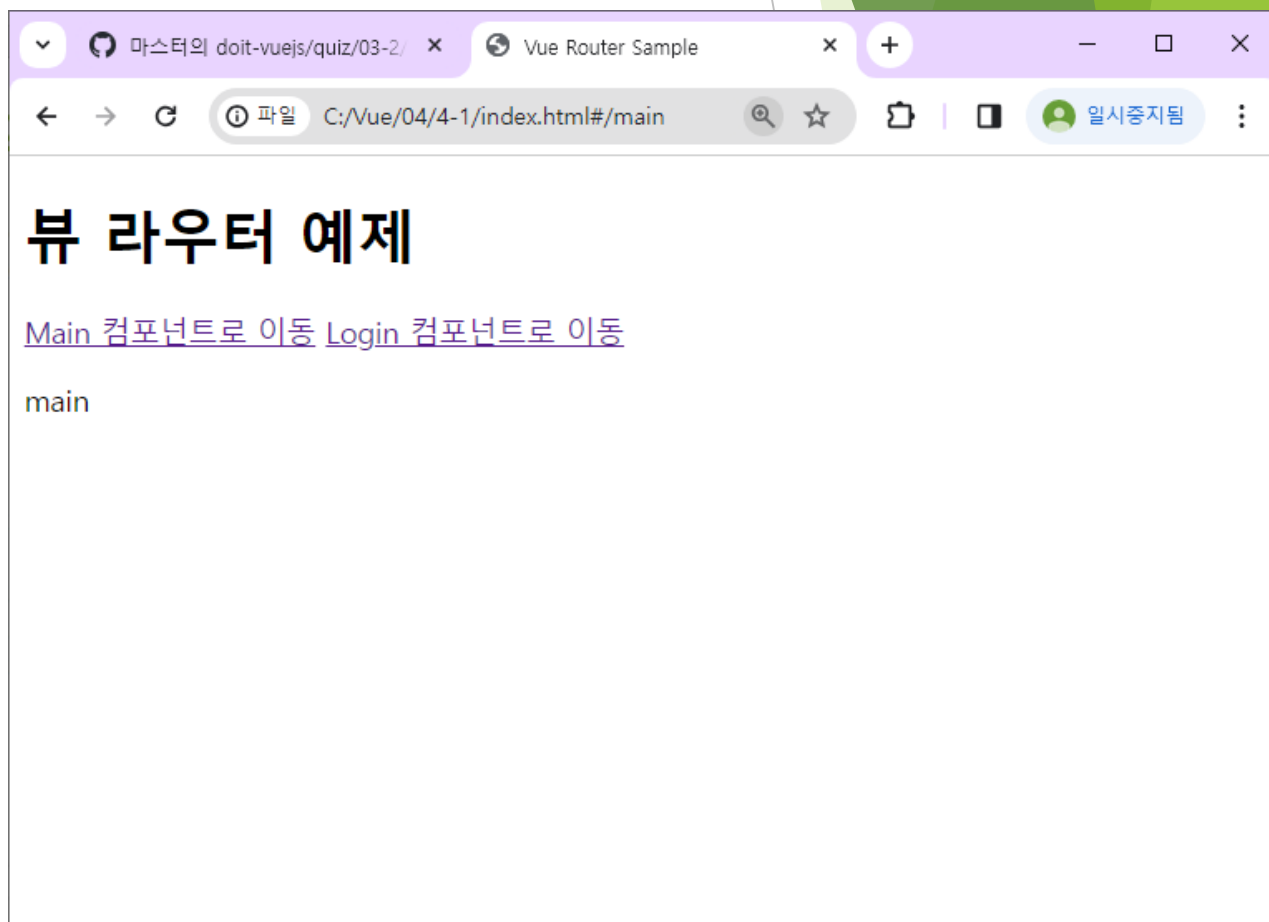 마스터의 doit-vuejs/quiz/03-2/
Vue Router Sample
파일 C:/Vue/04/4-1/index.html#/main
일시중지됨
뷰 라우터 예제
Main 컴포넌트로 이동 Login 컴포넌트로 이동
main